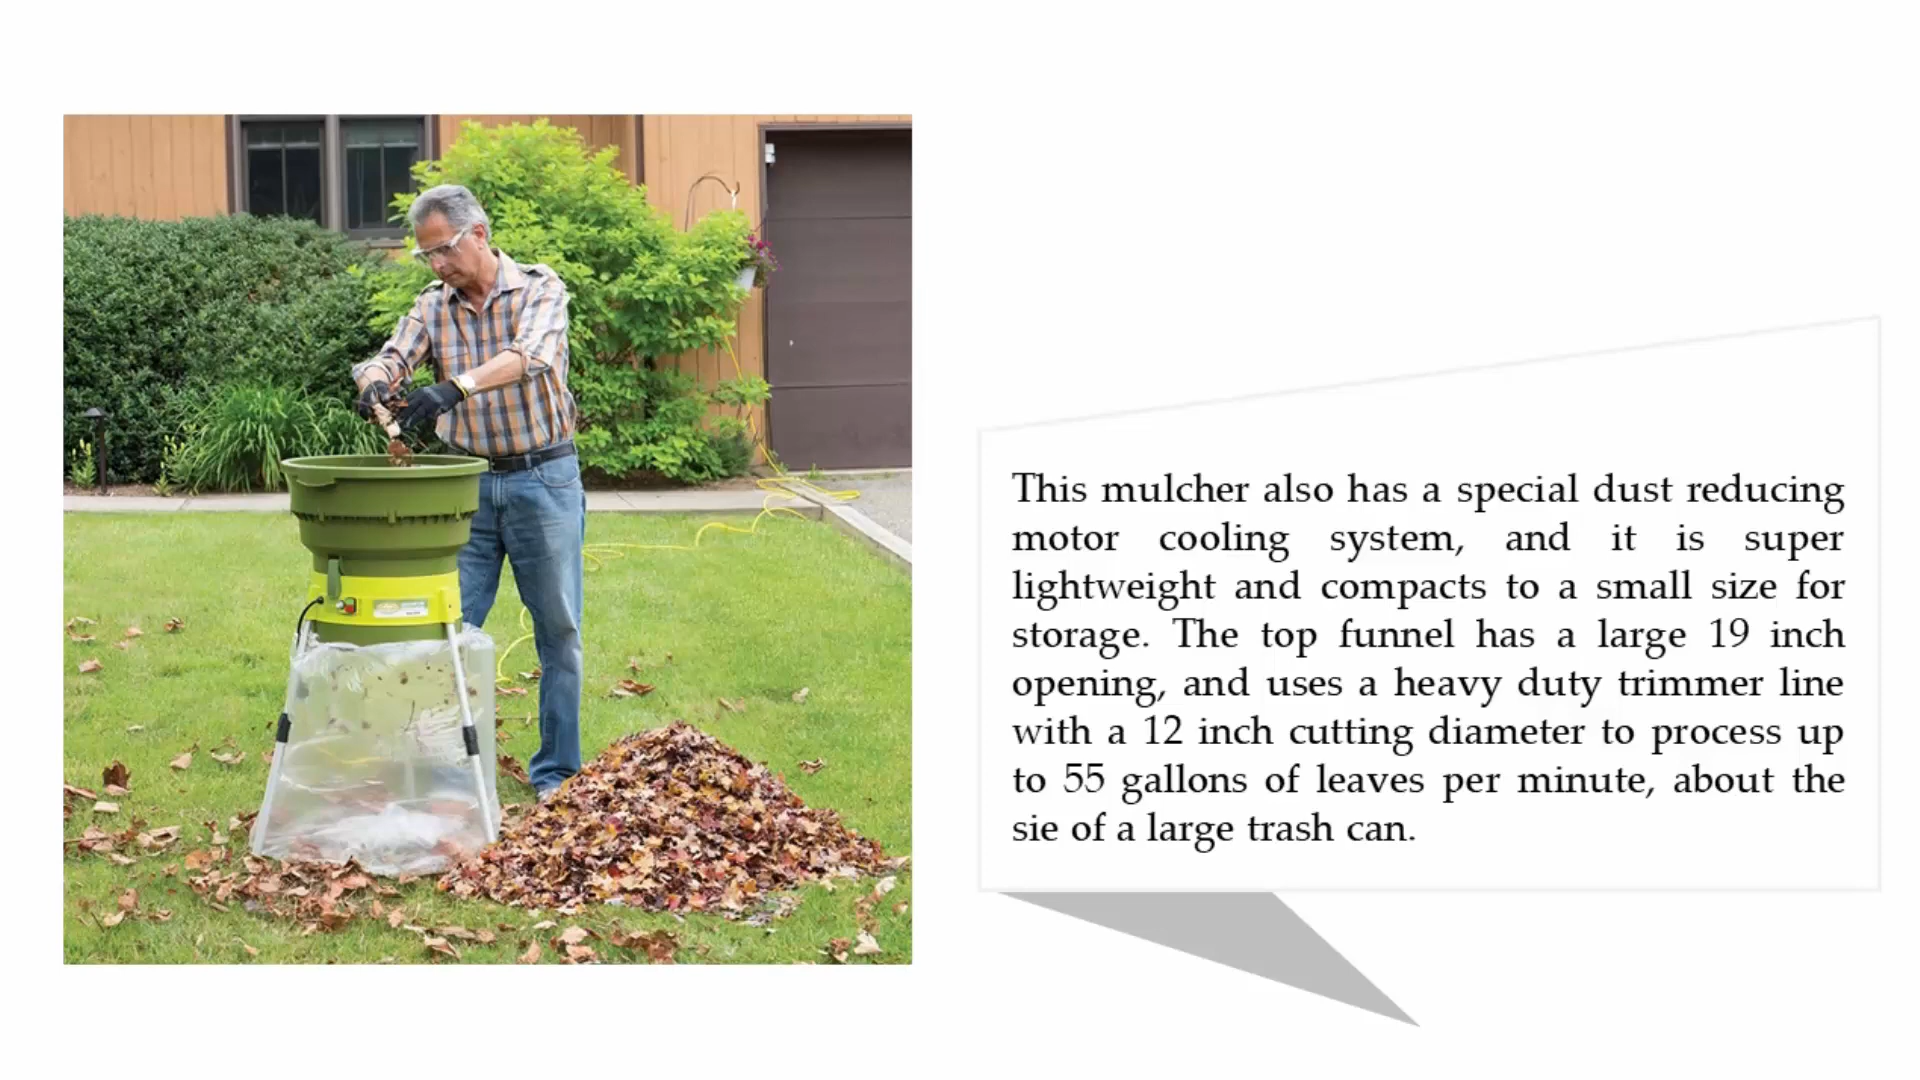 This mulcher also has a special dust reducing
motor cooling system, and it is super
lightweight and compacts to a small size for
storage. The top funnel has a large 19 inch
opening, and uses a heavy duty trimmer line
with a 12 inch cutting diameter to process up
to 55 gallons of leaves per minute, about the
sie of a large trash can.